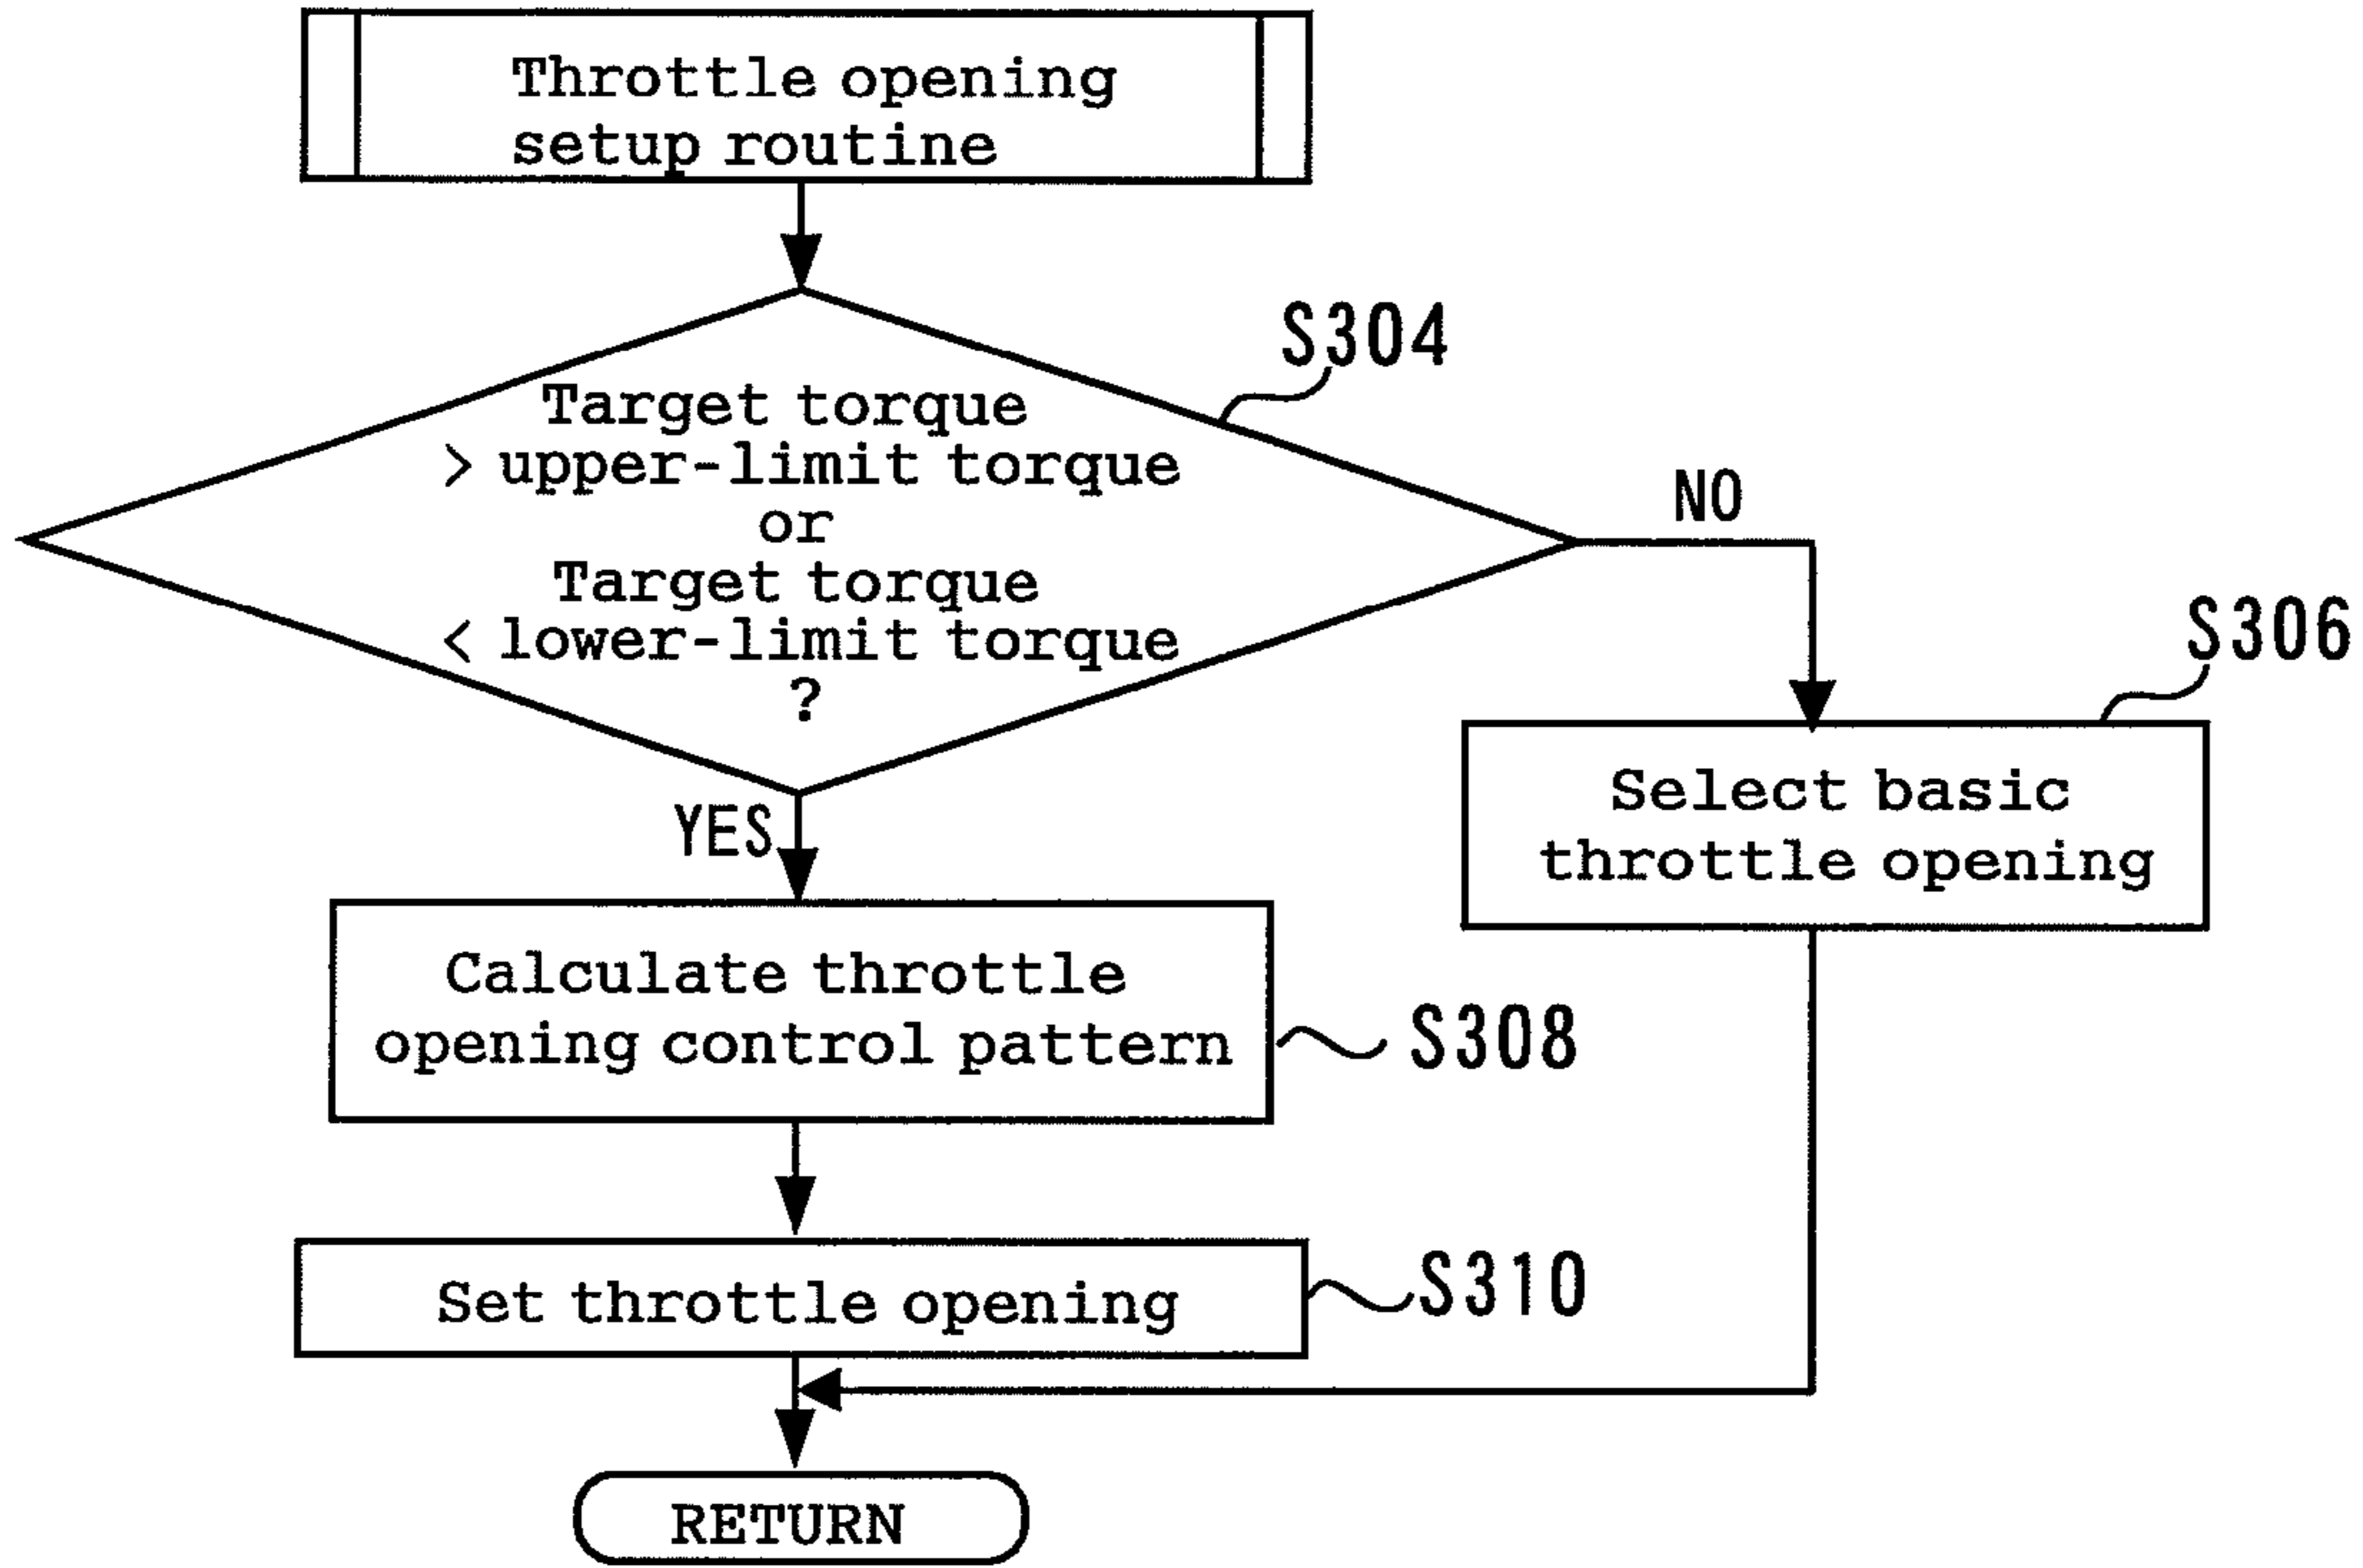 Throttle opening
setup routine
S304
Target torque
> upper-limit torque
or
Target torque
< lower-limit torque
?
NO
S306
Select basic
throttle opening
YES
Calculate throttle
opening control pattern
S308
Set throttle opening
S310
RETURN